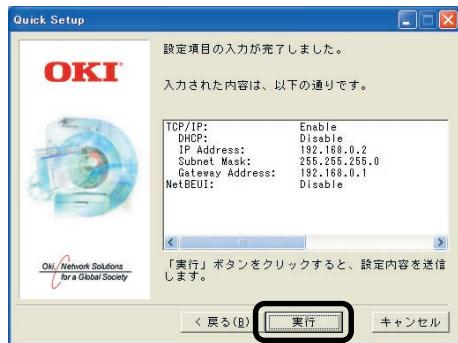 Quick Setup
OKI
設定項目の入力が完了しました。
入力された内容は、以下の通りです。
TCP/IP: Enable
DHCP: Disable
IP Address: 192.168.0.2
Subnet Mask: 255.255.255.0
Gateway Address: 192.168.0.1
NetBEUI: Disable
Oki, Network Solutions
for a Global Society
「実行」ボタンをクリックすると、設定内容を送信
します。
< 戻る(B) 実行 キャンセル